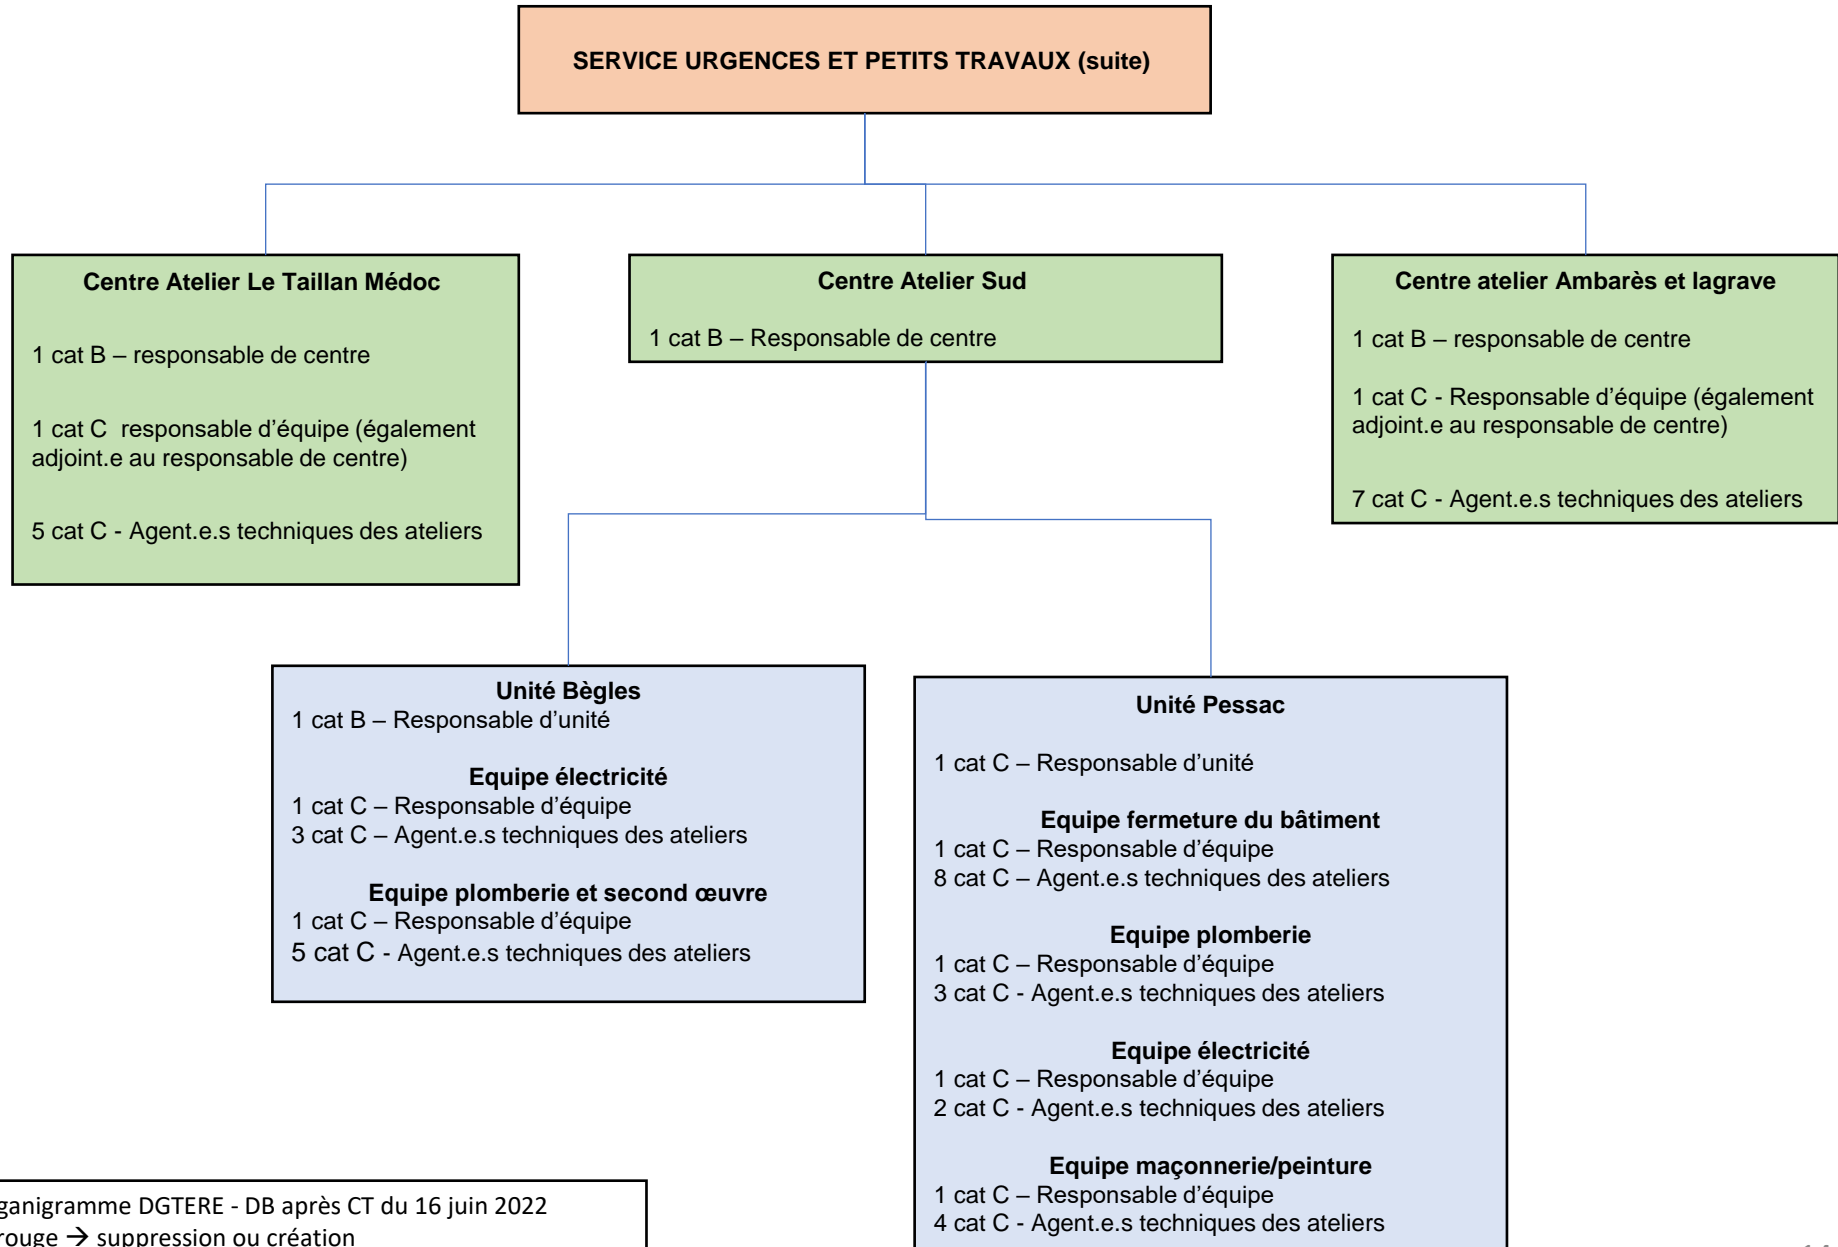 SERVICE URGENCES ET PETITS TRAVAUX (suite)
Centre Atelier Le Taillan Médoc
1 cat B – responsable de centre
1 cat C  responsable d’équipe (également
adjoint.e au responsable de centre)
5 cat C - Agent.e.s techniques des ateliers
Centre Atelier Sud
1 cat B – Responsable de centre
Centre atelier Ambarès et lagrave
1 cat B – responsable de centre
1 cat C - Responsable d’équipe (également
adjoint.e au responsable de centre)
7 cat C - Agent.e.s techniques des ateliers
Unité Bègles
1 cat B – Responsable d’unité
Equipe électricité
1 cat C – Responsable d’équipe
3 cat C – Agent.e.s techniques des ateliers
Equipe plomberie et second œuvre
1 cat C – Responsable d’équipe
5 cat C - Agent.e.s techniques des ateliers
Unité Pessac
1 cat C – Responsable d’unité
Equipe fermeture du bâtiment
1 cat C – Responsable d’équipe
8 cat C – Agent.e.s techniques des ateliers
Equipe plomberie
1 cat C – Responsable d’équipe
3 cat C - Agent.e.s techniques des ateliers
Equipe électricité
1 cat C – Responsable d’équipe
2 cat C - Agent.e.s techniques des ateliers
Equipe maçonnerie/peinture
1 cat C – Responsable d’équipe
4 cat C - Agent.e.s techniques des ateliers
ganigramme DGTERE - DB après CT du 16 juin 2022
rouge → suppression ou création